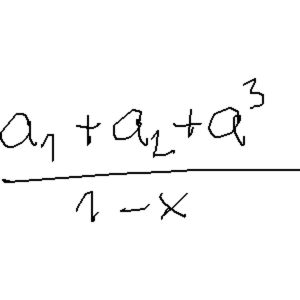 a₁ + a₂ + a³
1 - x